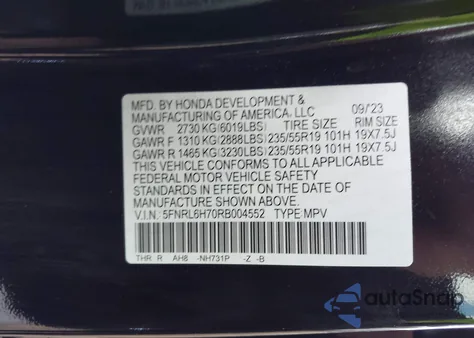 MFD. BY HONDA DEVELOPMENT &
MANUFACTURING OF AMERICA, LLC 09/23
GVWR 2730 KG(6019LBS) TIRE SIZE RIM SIZE
GAWR F 1310 KG(2888LBS) 235/55R19 101H 19X7.5J
GAWR R 1465 KG(3230LBS) 235/55R19 101H 19X7.5J
THIS VEHICLE CONFORMS TO ALL APPLICABLE
FEDERAL MOTOR VEHICLE SAFETY
STANDARDS IN EFFECT ON THE DATE OF
MANUFACTURE SHOWN ABOVE.
V.I.N.: 5FNRL6H70RB004552 TYPE MPV
THR R AH8 -NH731P -Z -B
autoSnap